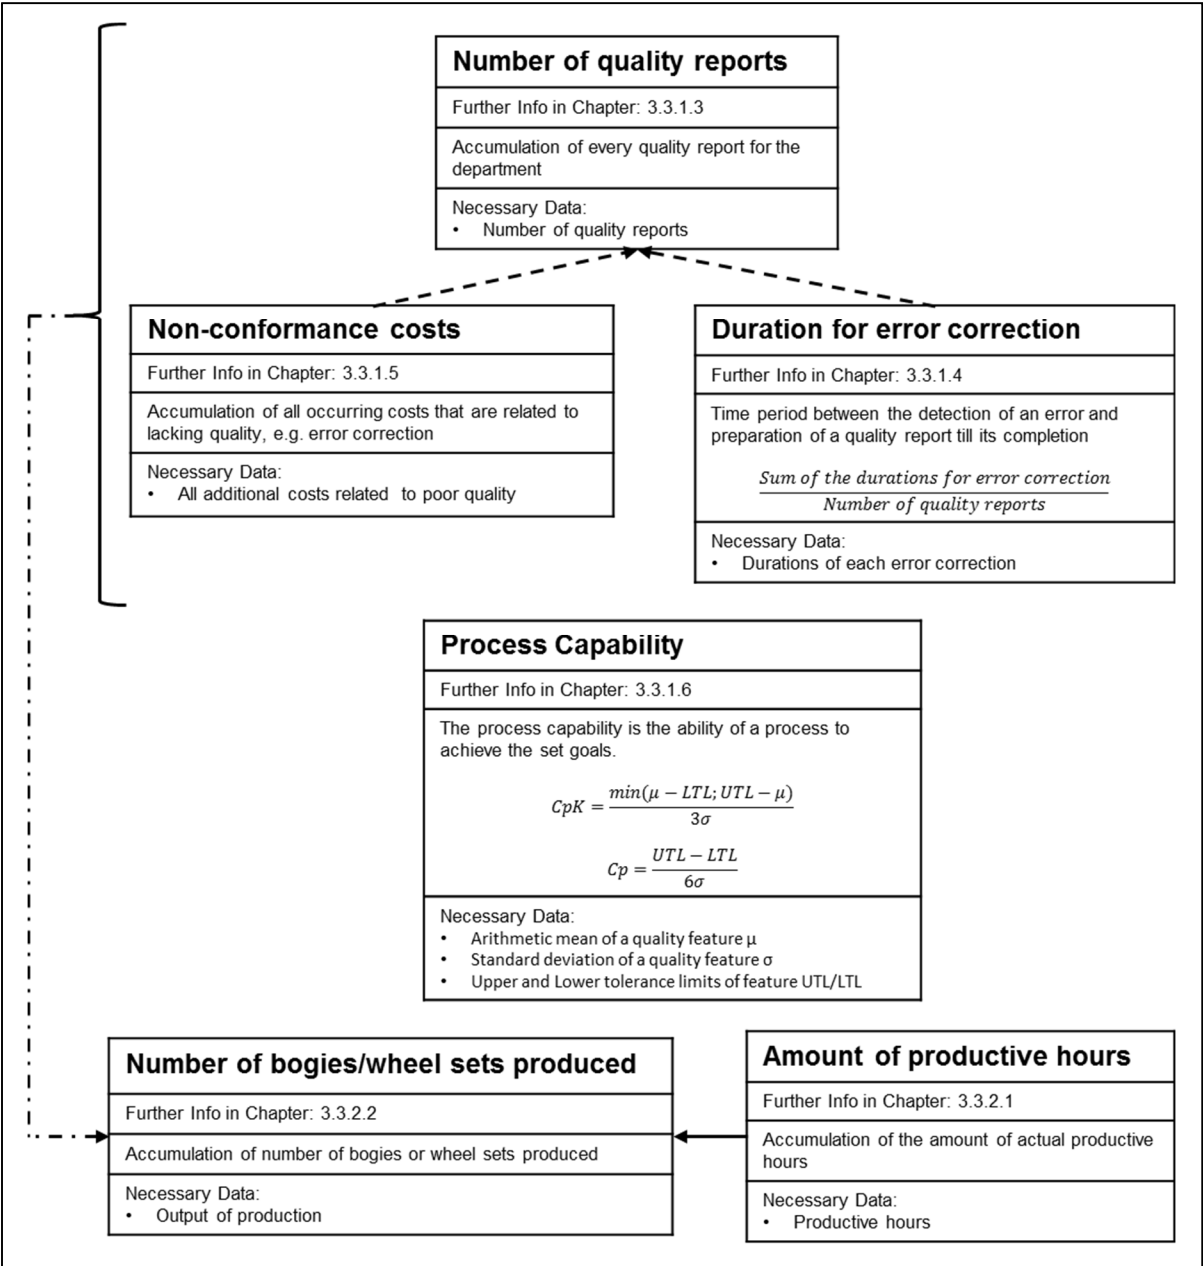 Number of quality reports
Further Info in Chapter: 3.3.1.3
Accumulation of every quality report for the
department
Necessary Data:
• Number of quality reports
Non-conformance costs
Further Info in Chapter: 3.3.1.5
Accumulation of all occurring costs that are related to
lacking quality, e.g. error correction
Necessary Data:
• All additional costs related to poor quality
Duration for error correction
Further Info in Chapter: 3.3.1.4
Time period between the detection of an error and
preparation of a quality report till its completion
Sum of the durations for error correction
Number of quality reports
Necessary Data:
• Durations of each error correction
Process Capability
Further Info in Chapter: 3.3.1.6
The process capability is the ability of a process to
achieve the set goals.
CpK = min(μ − LTL; UTL − μ)
3σ
Cp = UTL − LTL
6σ
Necessary Data:
• Arithmetic mean of a quality feature μ
• Standard deviation of a quality feature σ
• Upper and Lower tolerance limits of feature UTL/LTL
Number of bogies/wheel sets produced
Further Info in Chapter: 3.3.2.2
Accumulation of number of bogies or wheel sets produced
Necessary Data:
• Output of production
Amount of productive hours
Further Info in Chapter: 3.3.2.1
Accumulation of the amount of actual productive
hours
Necessary Data:
• Productive hours